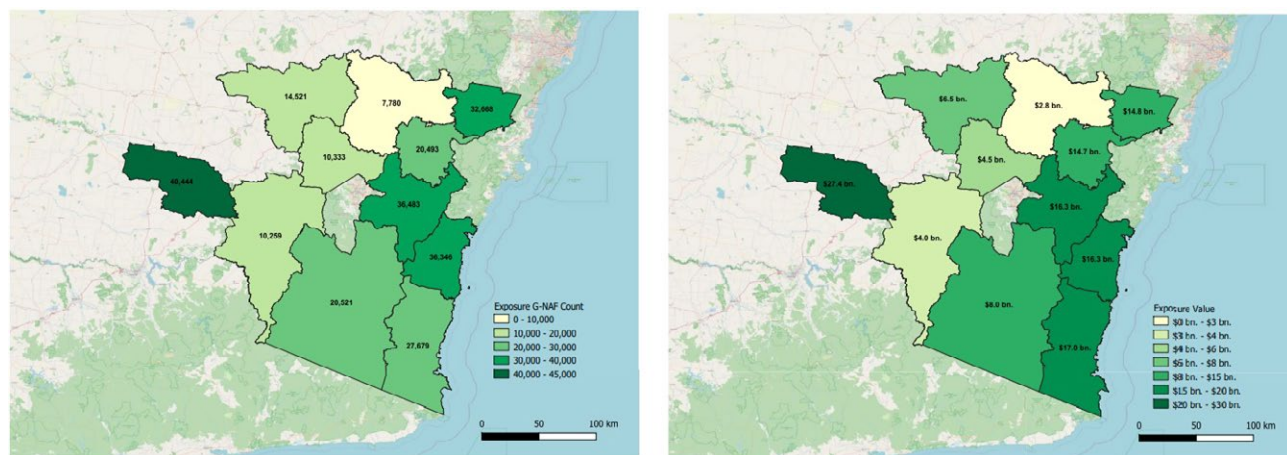 14,521
7,780
32,666
10,333
20,493
40,444
36,483
10,259
36,346
20,521
27,679
Exposure G-NAF Count
0 - 10,000
10,000 - 20,000
20,000 - 30,000
30,000 - 40,000
40,000 - 45,000
0 50 100 km
$6.5 bn.
$2.8 bn.
$14.8 bn.
$4.5 bn.
$14.7 bn.
$27.4 bn.
$16.3 bn.
$4.0 bn.
$16.3 bn.
$8.0 bn.
$17.0 bn.
Exposure Value
$0 bn. - $3 bn.
$3 bn. - $4 bn.
$4 bn. - $6 bn.
$6 bn. - $8 bn.
$8 bn. - $15 bn.
$15 bn. - $20 bn.
$20 bn. - $30 bn.
0 50 100 km